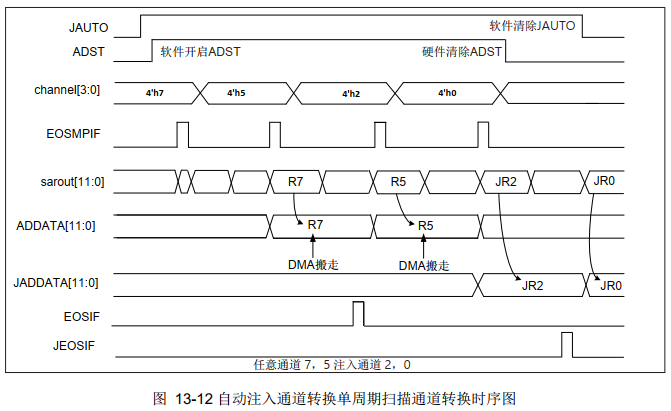 JAUTO
软件清除JAUTO
ADST
软件开启ADST
硬件清除ADST
channel[3:0]
4'h7
4'h5
4'h2
4'h0
EOSMPIF
sarout[11:0]
R7
R5
JR2
JR0
ADDATA[11:0]
R7
R5
DMA搬走
DMA搬走
JADDATA[11:0]
JR2
JR0
EOSIF
JEOSIF
任意通道 7，5 注入通道 2，0
图 13-12 自动注入通道转换单周期扫描通道转换时序图